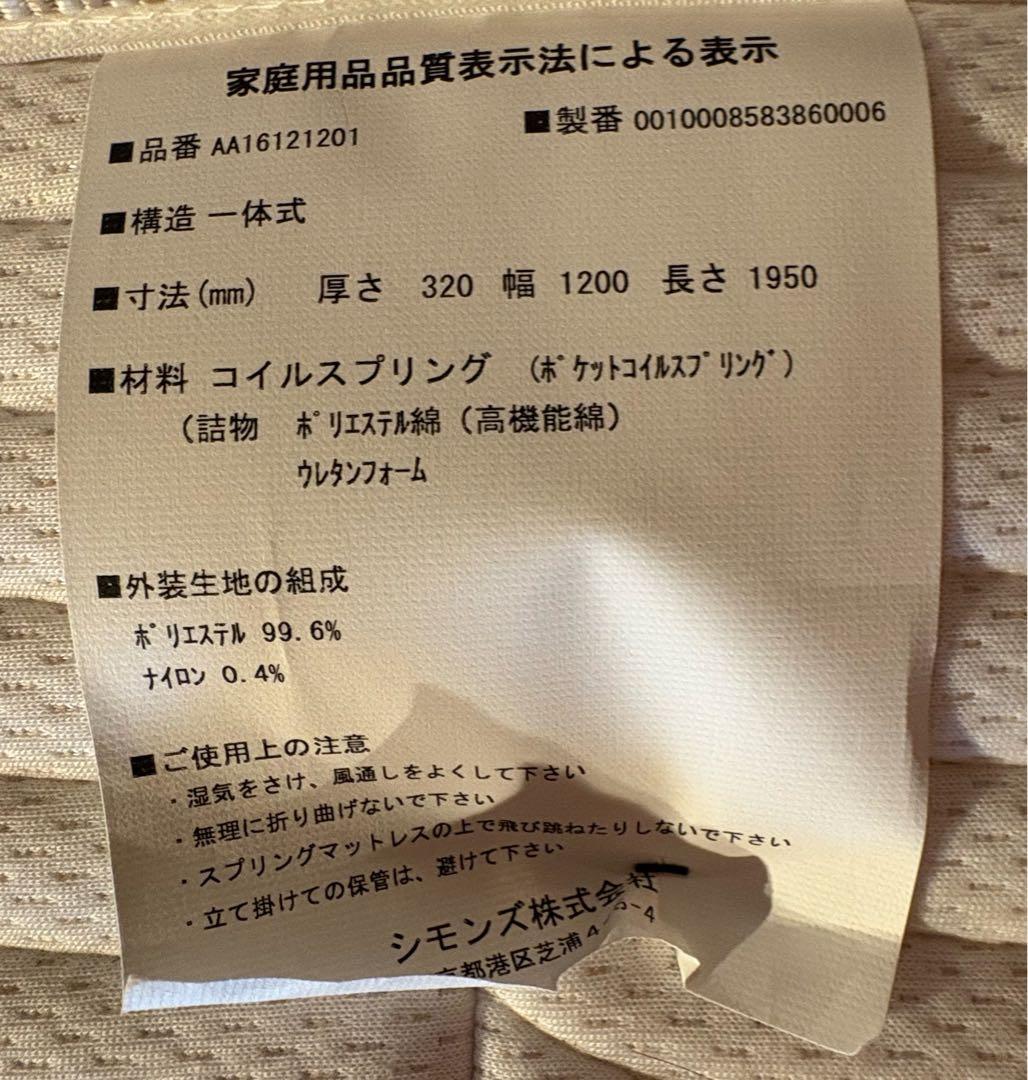 家庭用品品質表示法による表示
■品番 AA16121201 ■製番 0010008583860006
■構造 一体式
■寸法(mm) 厚さ 320 幅 1200 長さ 1950
■材料 コイルスプリング (ﾎﾟｹｯﾄｺｲﾙｽﾌﾟﾘﾝｸﾞ)
(詰物 ﾎﾟﾘｴｽﾃﾙ綿(高機能綿)
ｳﾚﾀﾝﾌｫｰﾑ
■外装生地の組成
ﾎﾟﾘｴｽﾃﾙ 99.6%
ﾅｲﾛﾝ 0.4%
■ご使用上の注意
・湿気をさけ、風通しをよくして下さい
・無理に折り曲げないで下さい
・スプリングマットレスの上で飛び跳ねたりしないで下さい
・立て掛けての保管は、避けて下さい
シモンズ株式会社
京都港区芝浦4